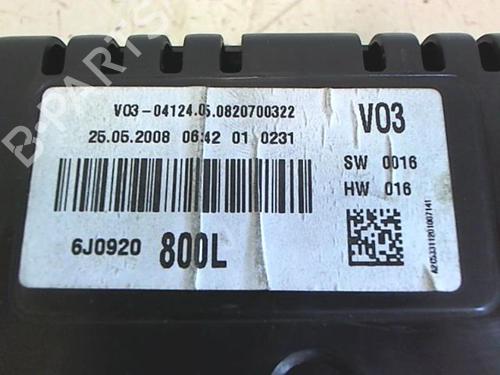 V03-04124.05.0820700322
25.05.2008 06:42 01 0231
V03
SW 0016
HW 016
6J0920 800L
A2C53311201007141
B-PARTS